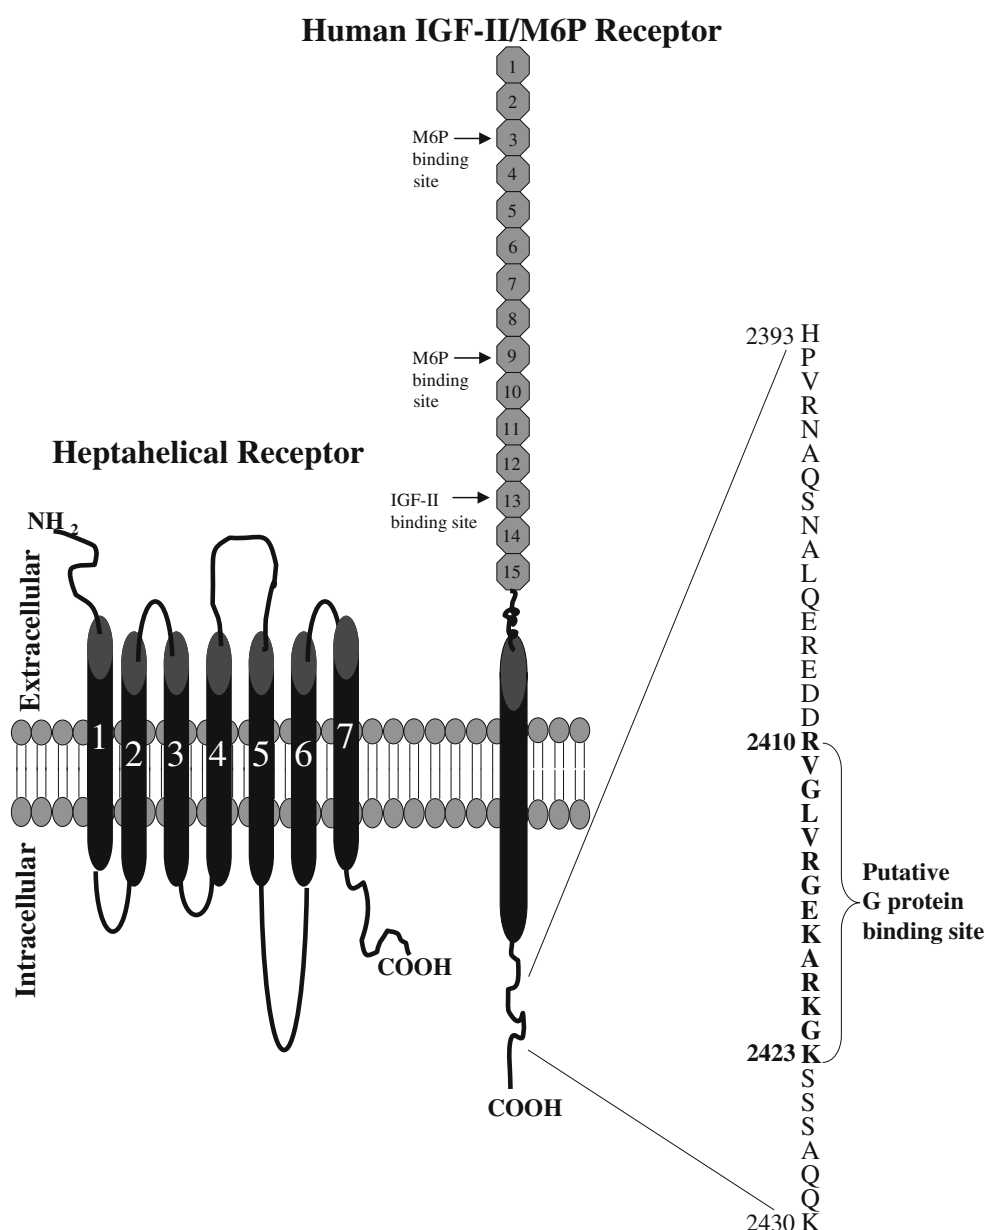 Human IGF-II/M6P Receptor
1
2
3
4
5
6
7
8
9
10
11
12
13
14
15
M6P
binding
site
M6P
binding
site
IGF-II
binding site
Heptahelical Receptor
NH2
Extracellular
Intracellular
1
2
3
4
5
6
7
COOH
COOH
2393 H
P
V
R
N
A
Q
S
N
A
L
Q
E
R
E
D
D
2410 R
V
G
L
V
R
G
E
K
A
R
K
G
2423 K
S
S
S
A
Q
Q
2430 K
Putative
G protein
binding site